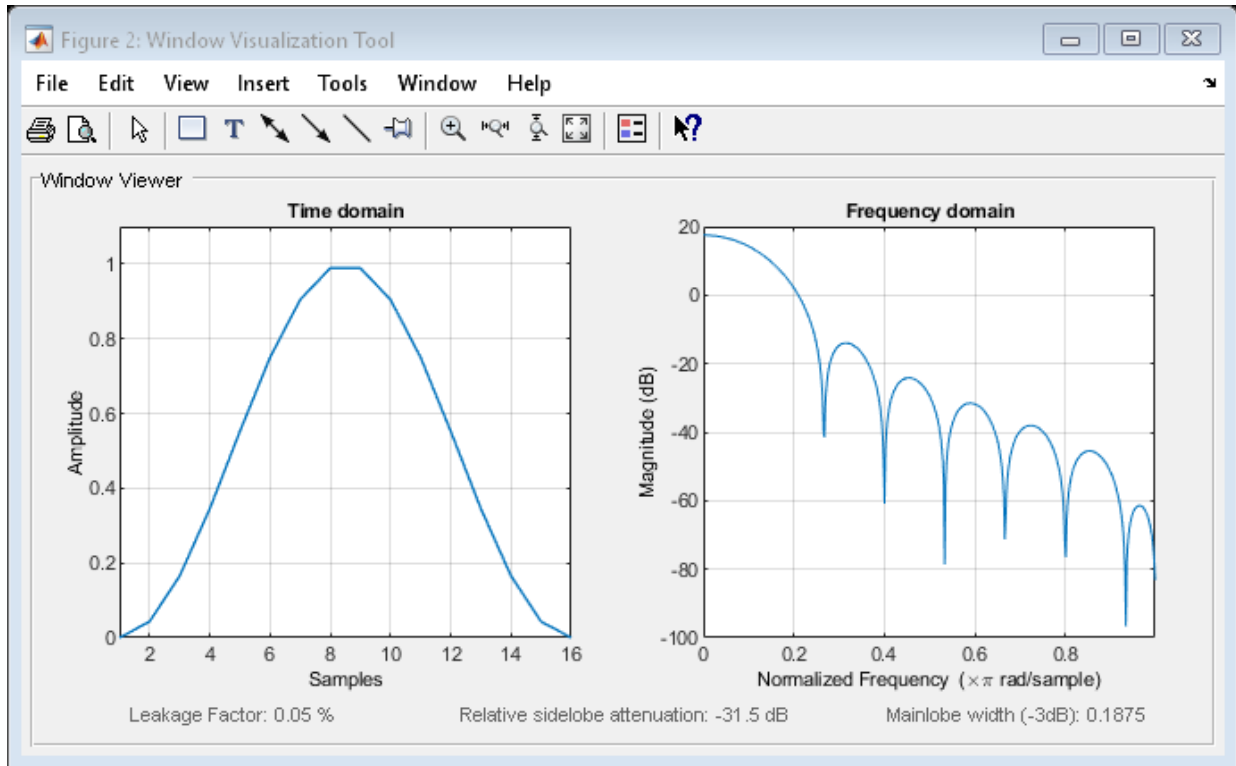 Figure 2: Window Visualization Tool
File Edit View Insert Tools Window Help
T ?
Window Viewer
Time domain
1
0.8
0.6
0.4
0.2
0
Amplitude
2 4 6 8 10 12 14 16
Samples
Frequency domain
20
0
-20
-40
-60
-80
-100
Magnitude (dB)
0 0.2 0.4 0.6 0.8
Normalized Frequency (×π rad/sample)
Leakage Factor: 0.05 % Relative sidelobe attenuation: -31.5 dB Mainlobe width (-3dB): 0.1875